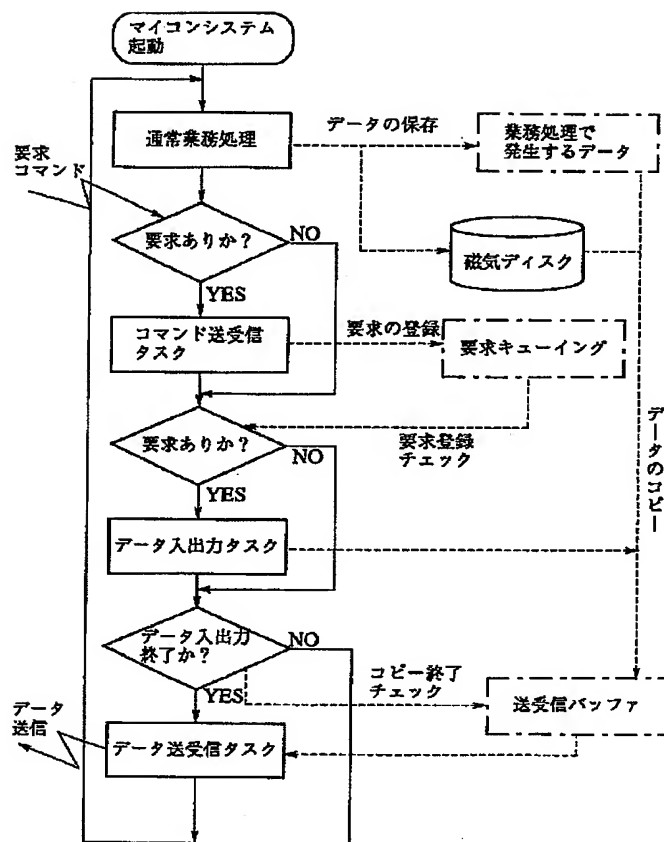 マイコンシステム
起動
通常業務処理
データの保存
業務処理で
発生するデータ
要求
コマンド
要求ありか？
NO
磁気ディスク
YES
コマンド送受信
タスク
要求の登録
要求キューイング
要求ありか？
NO
要求登録
チェック
データのコピー
YES
データ入出力タスク
データ入出力
終了か？
NO
コピー終了
チェック
YES
送受信バッファ
データ
送信
データ送受信タスク